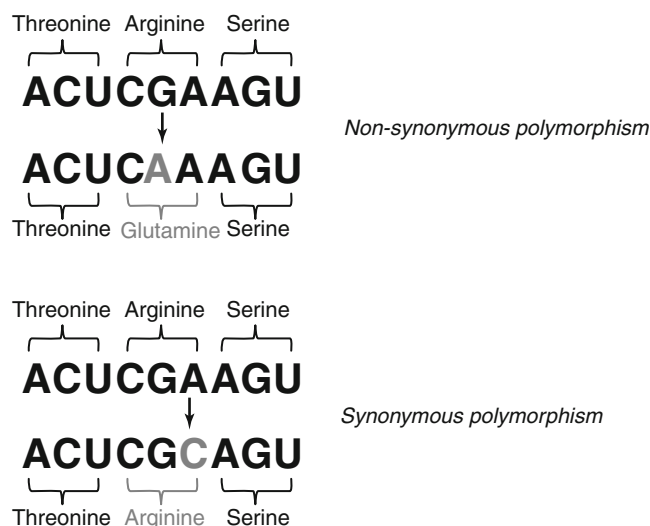 Threonine Arginine Serine
ACUCGAAGU
Non-synonymous polymorphism
ACUCAAAGU
Threonine Glutamine Serine
Threonine Arginine Serine
ACUCGAAGU
Synonymous polymorphism
ACUCGCAGU
Threonine Arginine Serine